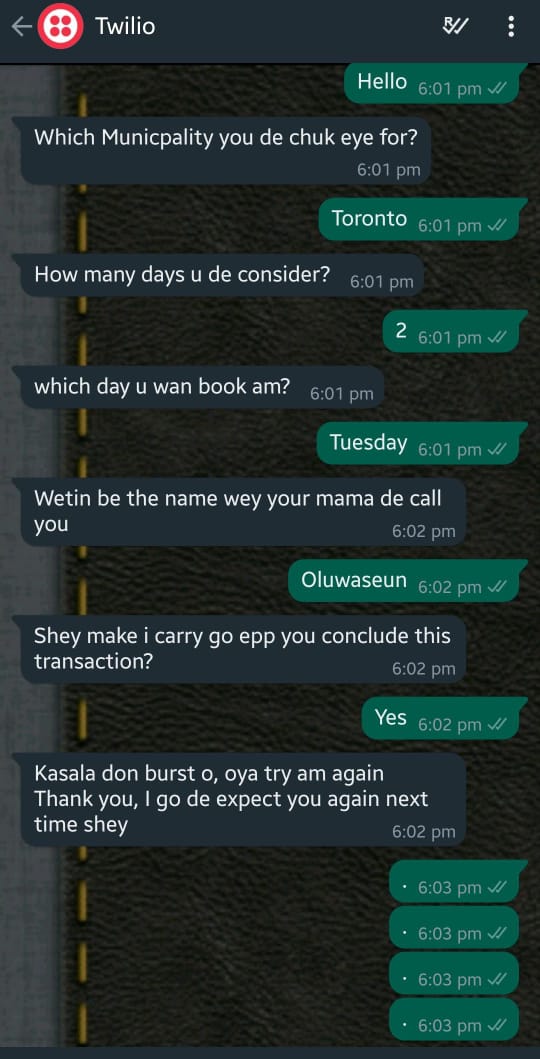 Twilio
Hello 6:01 pm
Which Municpality you de chuk eye for?
6:01 pm
Toronto 6:01 pm
How many days u de consider? 6:01 pm
2 6:01 pm
which day u wan book am? 6:01 pm
Tuesday 6:01 pm
Wetin be the name wey your mama de call
you 6:02 pm
Oluwaseun 6:02 pm
Shey make i carry go epp you conclude this
transaction? 6:02 pm
Yes 6:02 pm
Kasala don burst o, oya try am again
Thank you, I go de expect you again next
time shey 6:02 pm
. 6:03 pm
. 6:03 pm
. 6:03 pm
. 6:03 pm